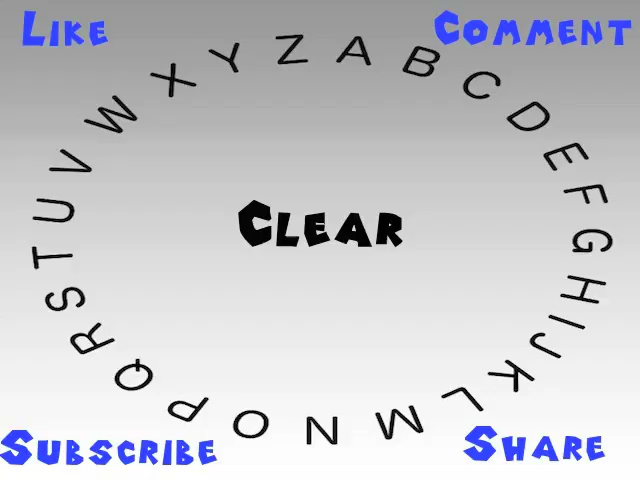 Like
Comment
A B C D E F G H I J K L M N O P Q R S T U V W X Y Z
Clear
Subscribe
Share